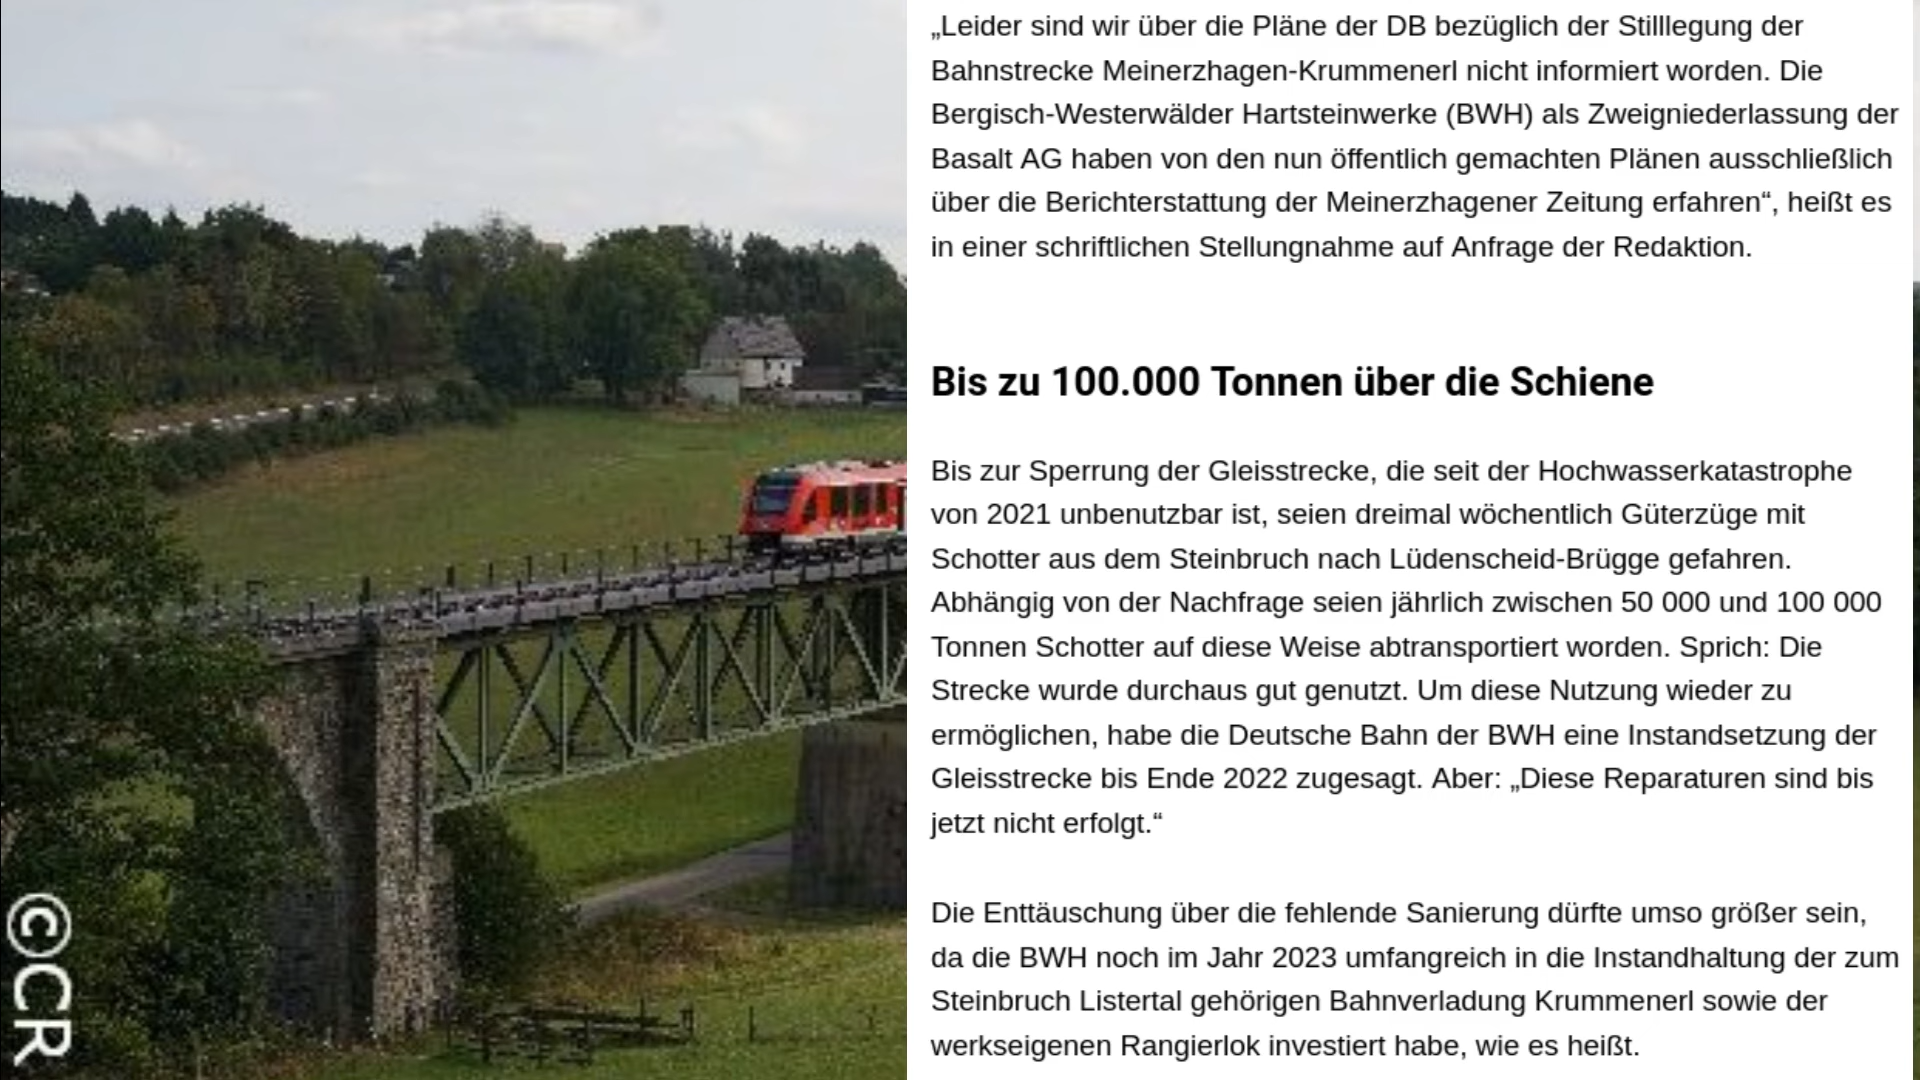 „Leider sind wir über die Pläne der DB bezüglich der Stilllegung der
Bahnstrecke Meinerzhagen-Krummenerl nicht informiert worden. Die
Bergisch-Westerwälder Hartsteinwerke (BWH) als Zweigniederlassung der
Basalt AG haben von den nun öffentlich gemachten Plänen ausschließlich
über die Berichterstattung der Meinerzhagener Zeitung erfahren“, heißt es
in einer schriftlichen Stellungnahme auf Anfrage der Redaktion.
Bis zu 100.000 Tonnen über die Schiene
Bis zur Sperrung der Gleisstrecke, die seit der Hochwasserkatastrophe
von 2021 unbenutzbar ist, seien dreimal wöchentlich Güterzüge mit
Schotter aus dem Steinbruch nach Lüdenscheid-Brügge gefahren.
Abhängig von der Nachfrage seien jährlich zwischen 50 000 und 100 000
Tonnen Schotter auf diese Weise abtransportiert worden. Sprich: Die
Strecke wurde durchaus gut genutzt. Um diese Nutzung wieder zu
ermöglichen, habe die Deutsche Bahn der BWH eine Instandsetzung der
Gleisstrecke bis Ende 2022 zugesagt. Aber: „Diese Reparaturen sind bis
jetzt nicht erfolgt.“
Die Enttäuschung über die fehlende Sanierung dürfte umso größer sein,
da die BWH noch im Jahr 2023 umfangreich in die Instandhaltung der zum
Steinbruch Listertal gehörigen Bahnverladung Krummenerl sowie der
werkseigenen Rangierlok investiert habe, wie es heißt.
©CR